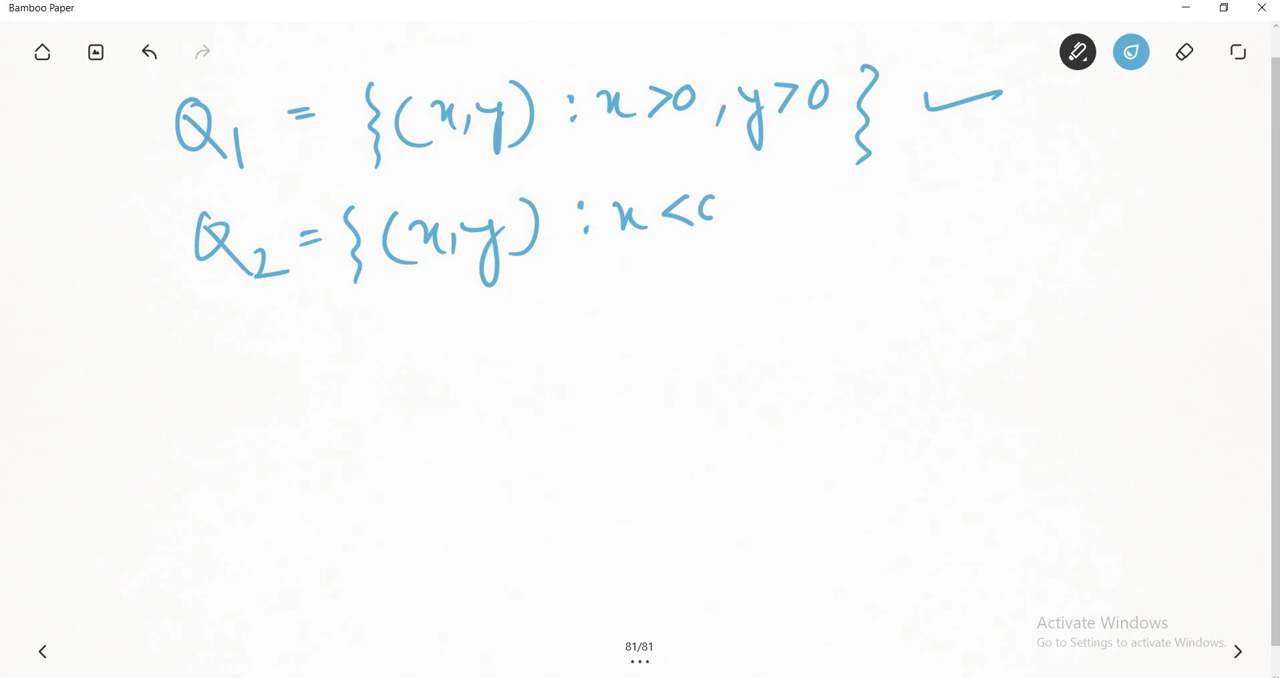 Bamboo Paper
Q1 = {(x,y) : x>0, y>0} ✓
Q2 = {(x,y) : x<c
81/81
Activate Windows
Go to Settings to activate Windows.